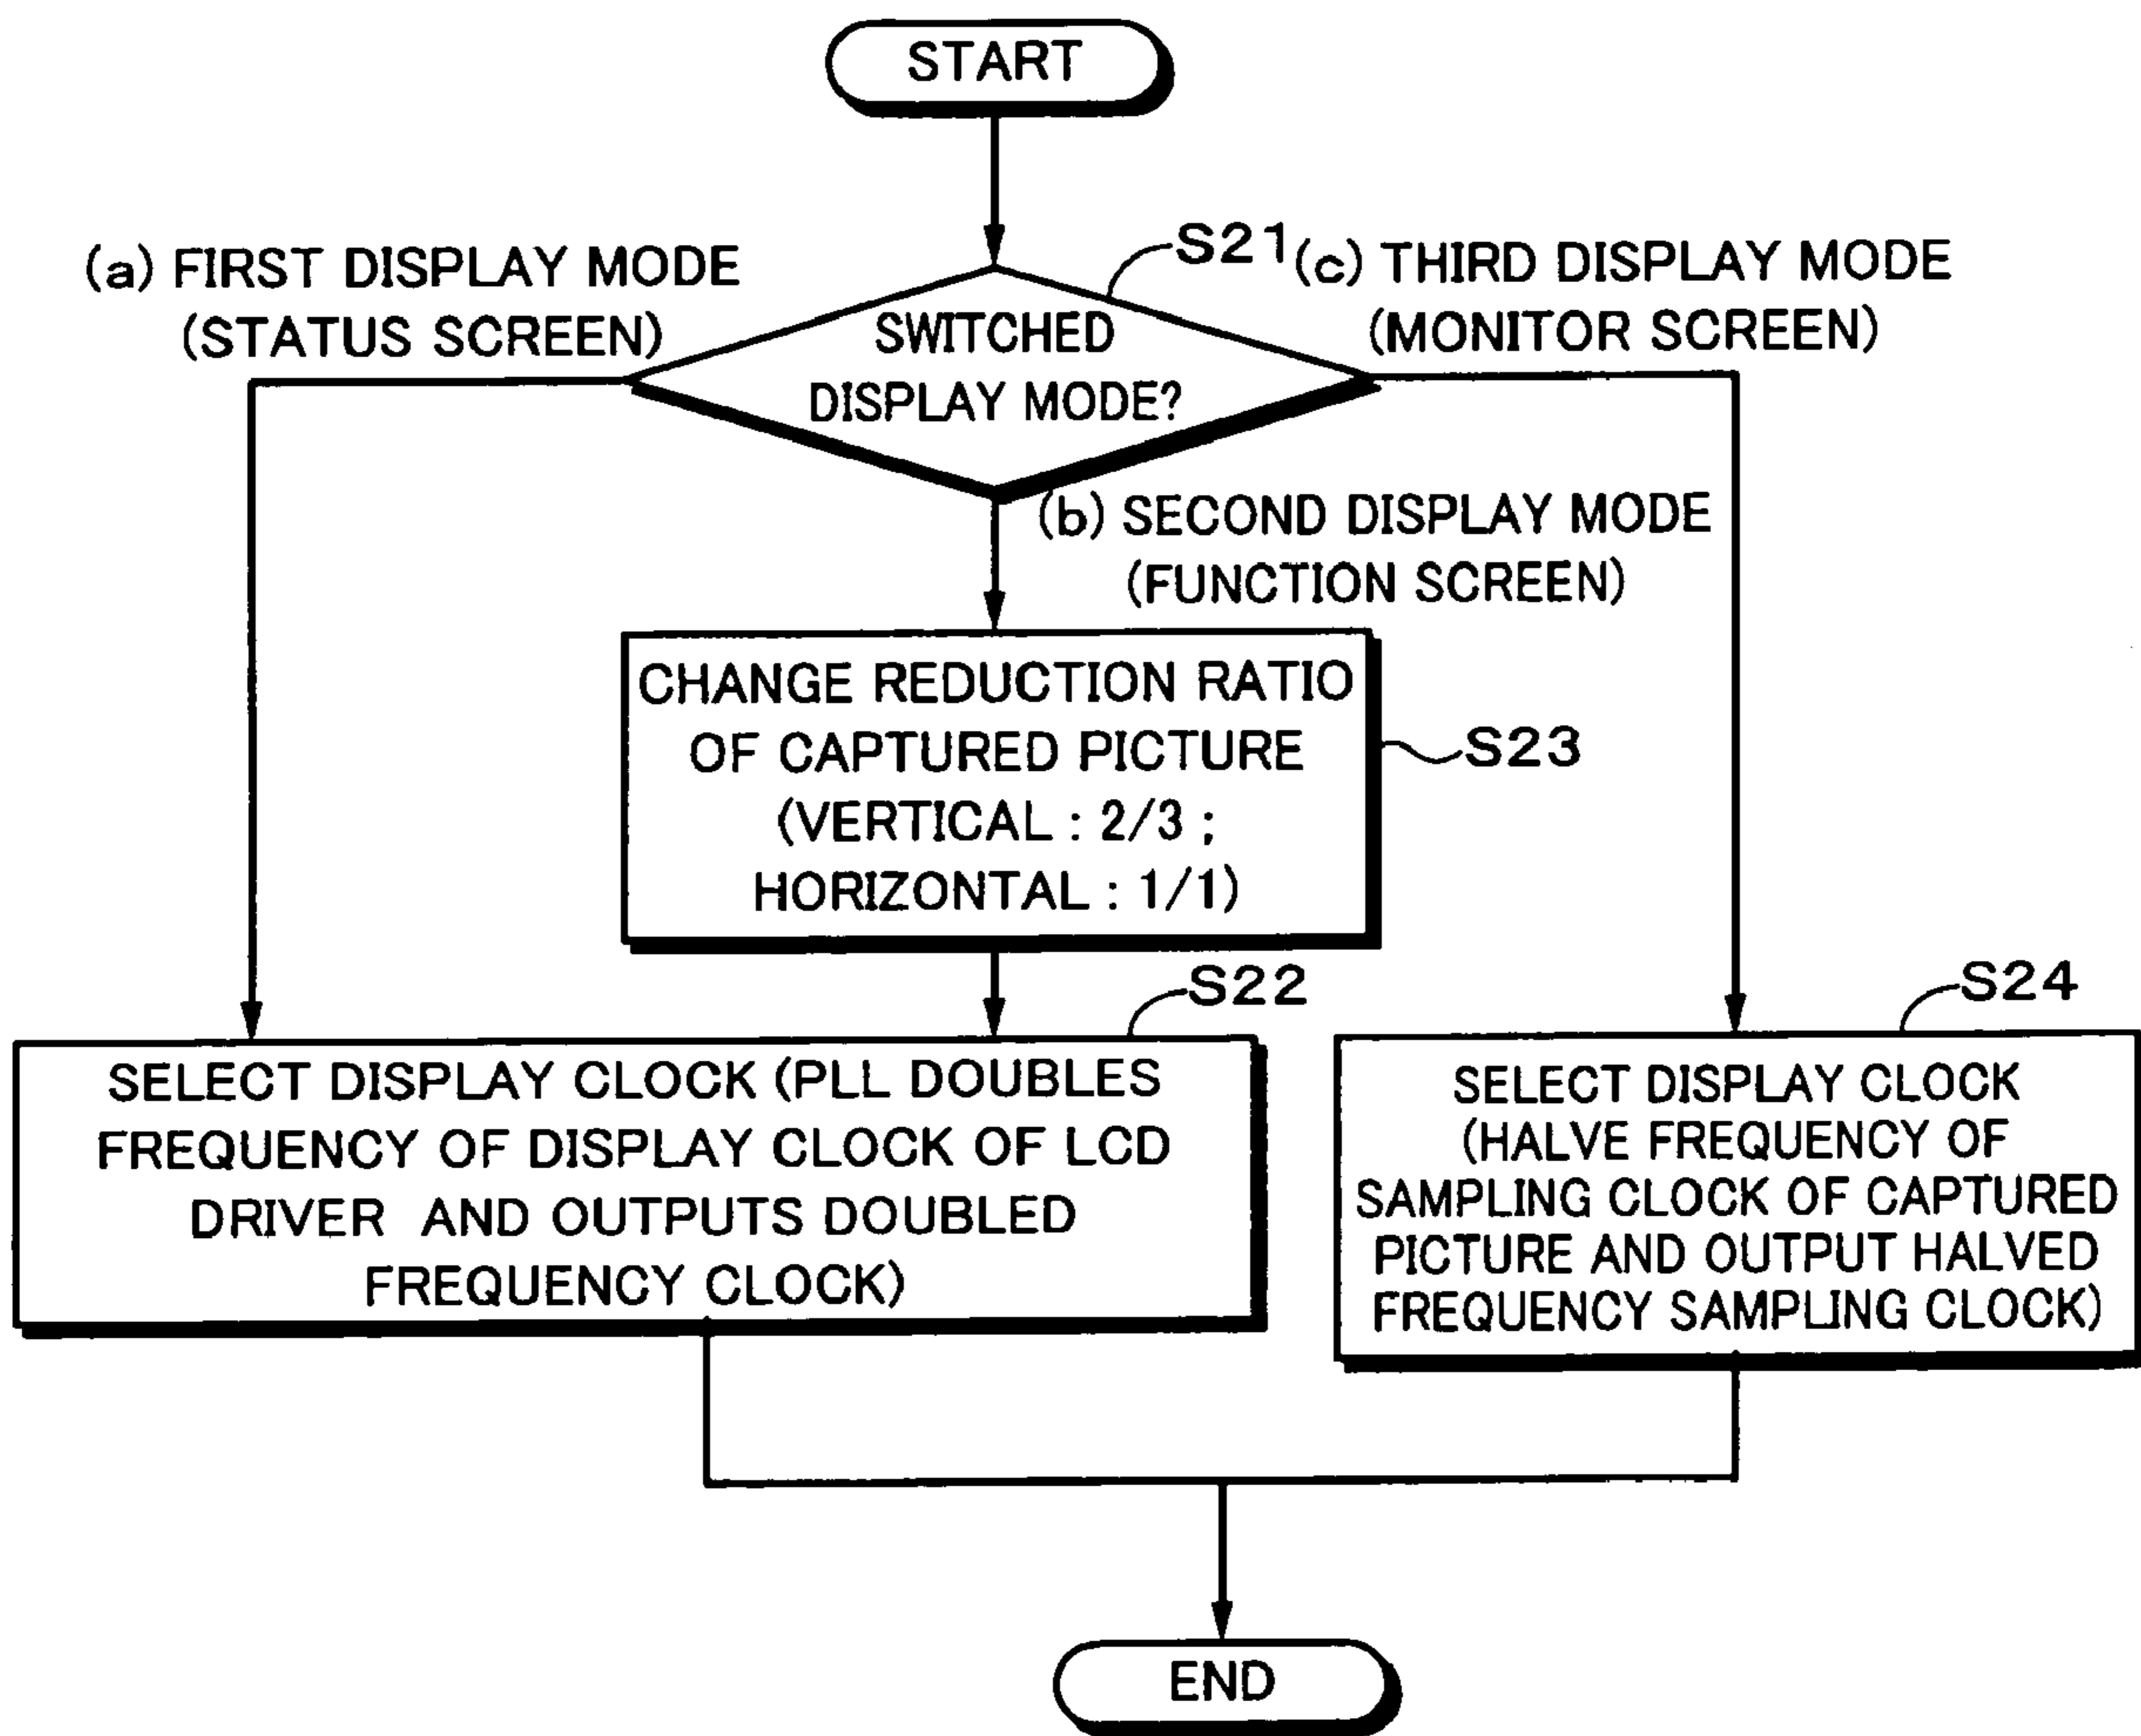 START
S21
(a) FIRST DISPLAY MODE
(STATUS SCREEN)
SWITCHED
DISPLAY MODE?
(c) THIRD DISPLAY MODE
(MONITOR SCREEN)
(b) SECOND DISPLAY MODE
(FUNCTION SCREEN)
CHANGE REDUCTION RATIO
OF CAPTURED PICTURE
(VERTICAL : 2/3 ;
HORIZONTAL : 1/1)
S23
S22
SELECT DISPLAY CLOCK (PLL DOUBLES
FREQUENCY OF DISPLAY CLOCK OF LCD
DRIVER AND OUTPUTS DOUBLED
FREQUENCY CLOCK)
S24
SELECT DISPLAY CLOCK
(HALVE FREQUENCY OF
SAMPLING CLOCK OF CAPTURED
PICTURE AND OUTPUT HALVED
FREQUENCY SAMPLING CLOCK)
END